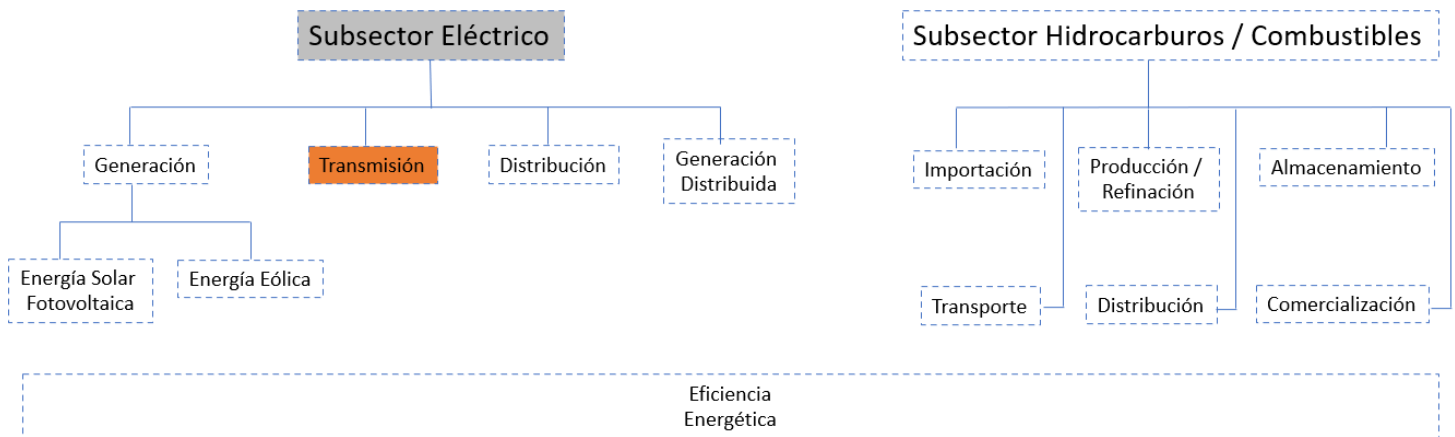 Subsector Eléctrico
Subsector Hidrocarburos / Combustibles
Generación
Transmisión
Distribución
Generación
Distribuida
Importación
Producción /
Refinación
Almacenamiento
Energía Solar
Fotovoltaica
Energía Eólica
Transporte
Distribución
Comercialización
Eficiencia
Energética